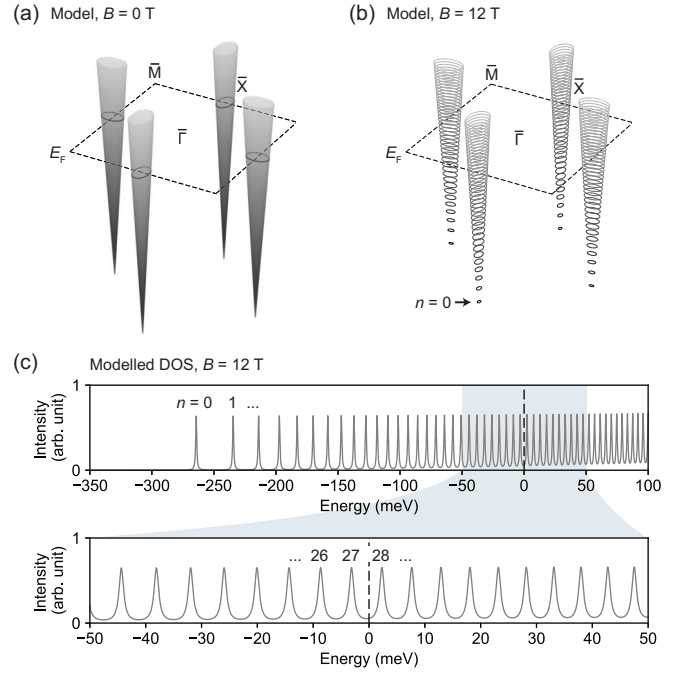 (a) Model, B = 0 T
M̄
X̄
Γ̄
E_F
(b) Model, B = 12 T
M̄
X̄
Γ̄
E_F
n = 0
(c) Modelled DOS, B = 12 T
Intensity
(arb. unit)
1
0
n = 0 1 ...
−350 −300 −250 −200 −150 −100 −50 0 50 100
Energy (meV)
Intensity
(arb. unit)
1
0
... 26 27 28 ...
−50 −40 −30 −20 −10 0 10 20 30 40 50
Energy (meV)